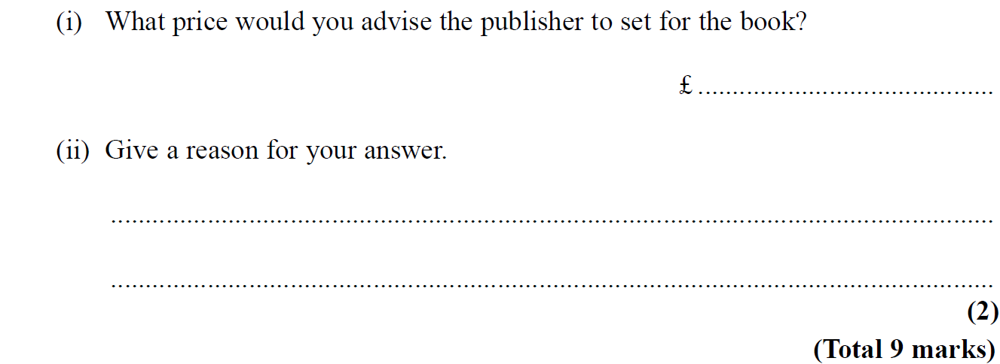 (i) What price would you advise the publisher to set for the book?
£ ..........................................
(ii) Give a reason for your answer.
................................................................................................................................
................................................................................................................................
(2)
(Total 9 marks)